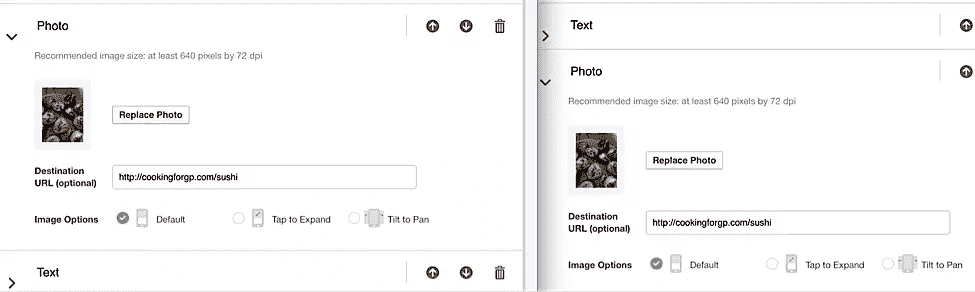 Photo
Recommended image size: at least 640 pixels by 72 dpi
Replace Photo
Destination
URL (optional)
http://cookingforgp.com/sushi
Image Options
Default
Tap to Expand
Tilt to Pan
Text
Text
Photo
Recommended image size: at least 640 pixels by 72 dpi
Replace Photo
Destination
URL (optional)
http://cookingforgp.com/sushi
Image Options
Default
Tap to Expand
Tilt to Pan